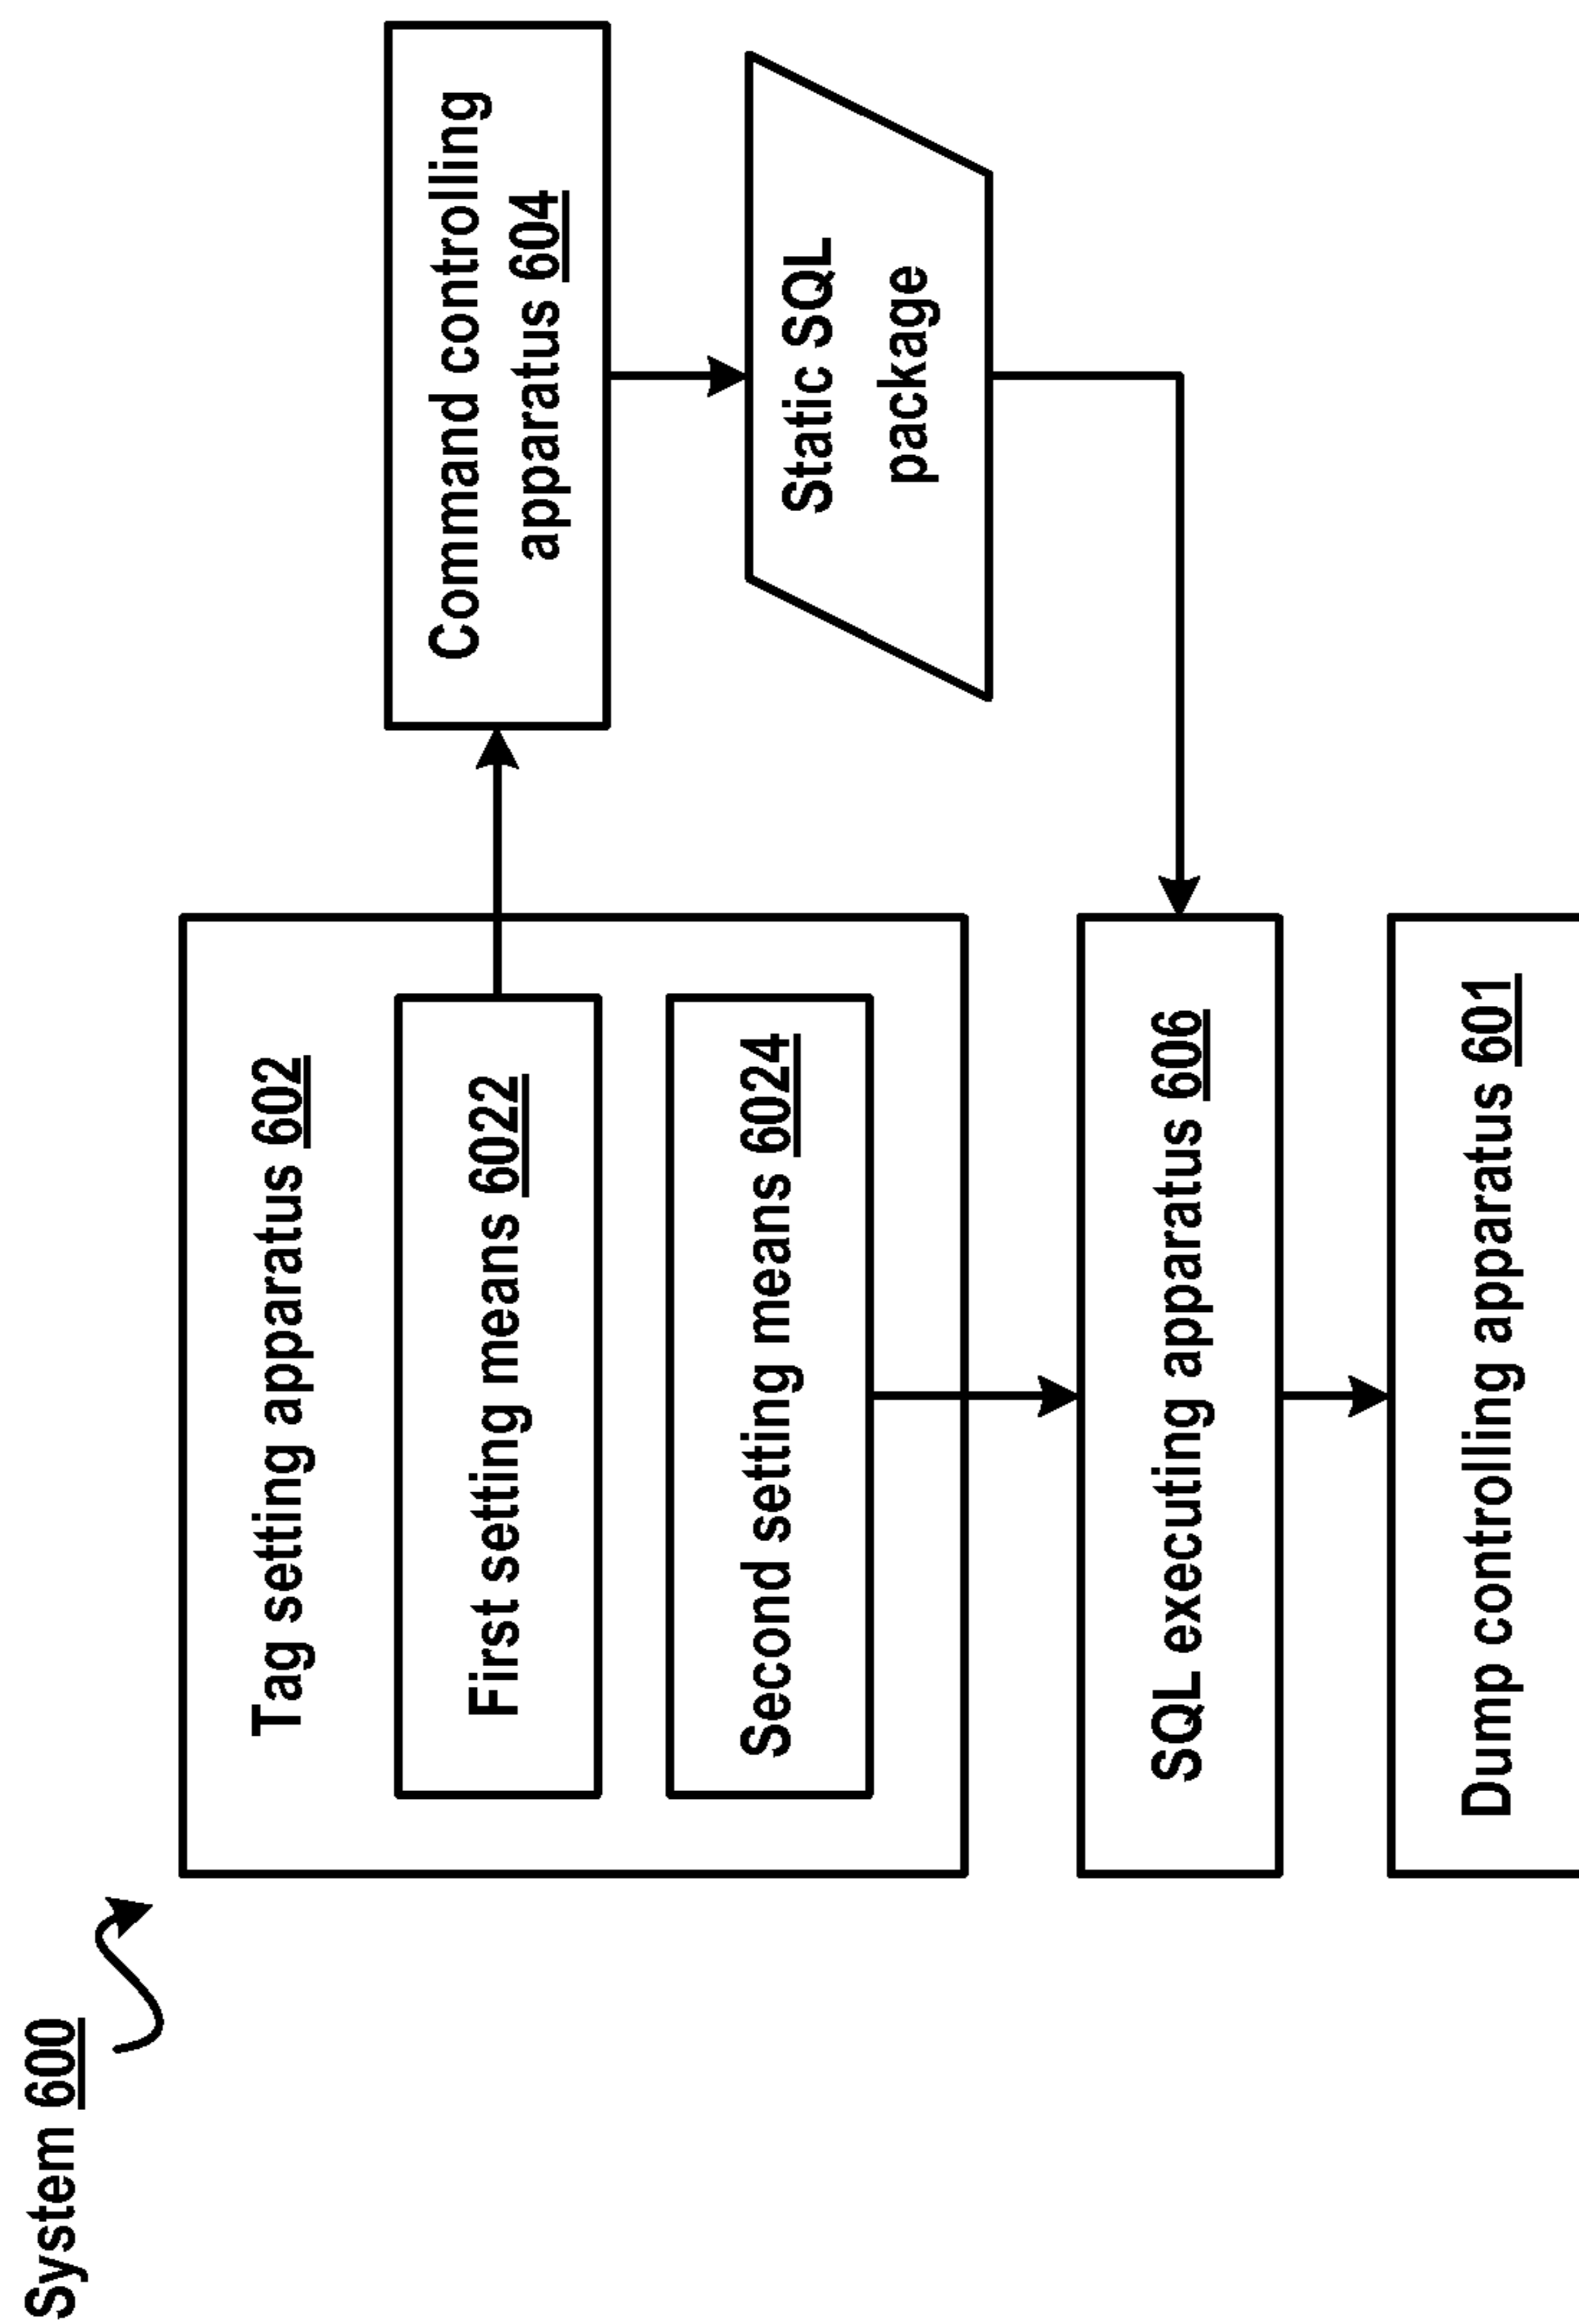 System 600
Tag setting apparatus 602
First setting means 6022
Second setting means 6024
Command controlling
apparatus 604
Static SQL
package
SQL executing apparatus 606
Dump controlling apparatus 601